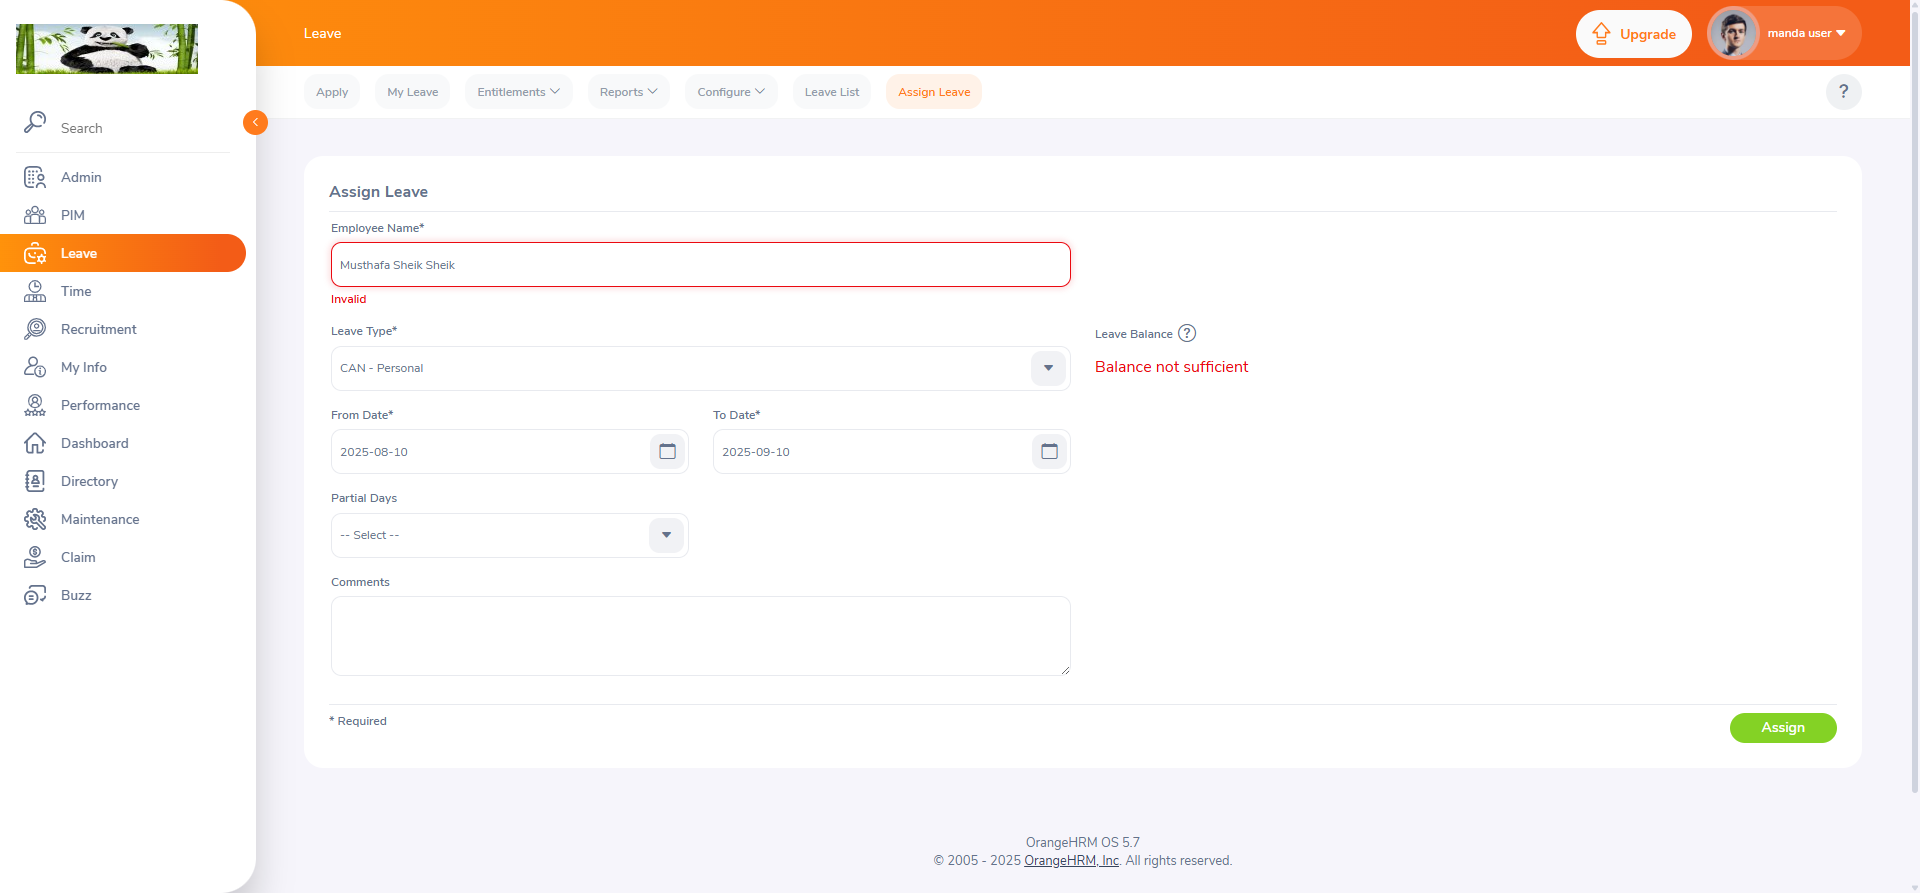 Leave
Upgrade
manda user
Search
Admin
PIM
Leave
Time
Recruitment
My Info
Performance
Dashboard
Directory
Maintenance
Claim
Buzz
Apply
My Leave
Entitlements
Reports
Configure
Leave List
Assign Leave
?
Assign Leave
Employee Name*
Musthafa Sheik Sheik
Invalid
Leave Type*
CAN - Personal
Leave Balance ?
Balance not sufficient
From Date*
2025-08-10
To Date*
2025-09-10
Partial Days
-- Select --
Comments
* Required
Assign
OrangeHRM OS 5.7
© 2005 - 2025 OrangeHRM, Inc. All rights reserved.